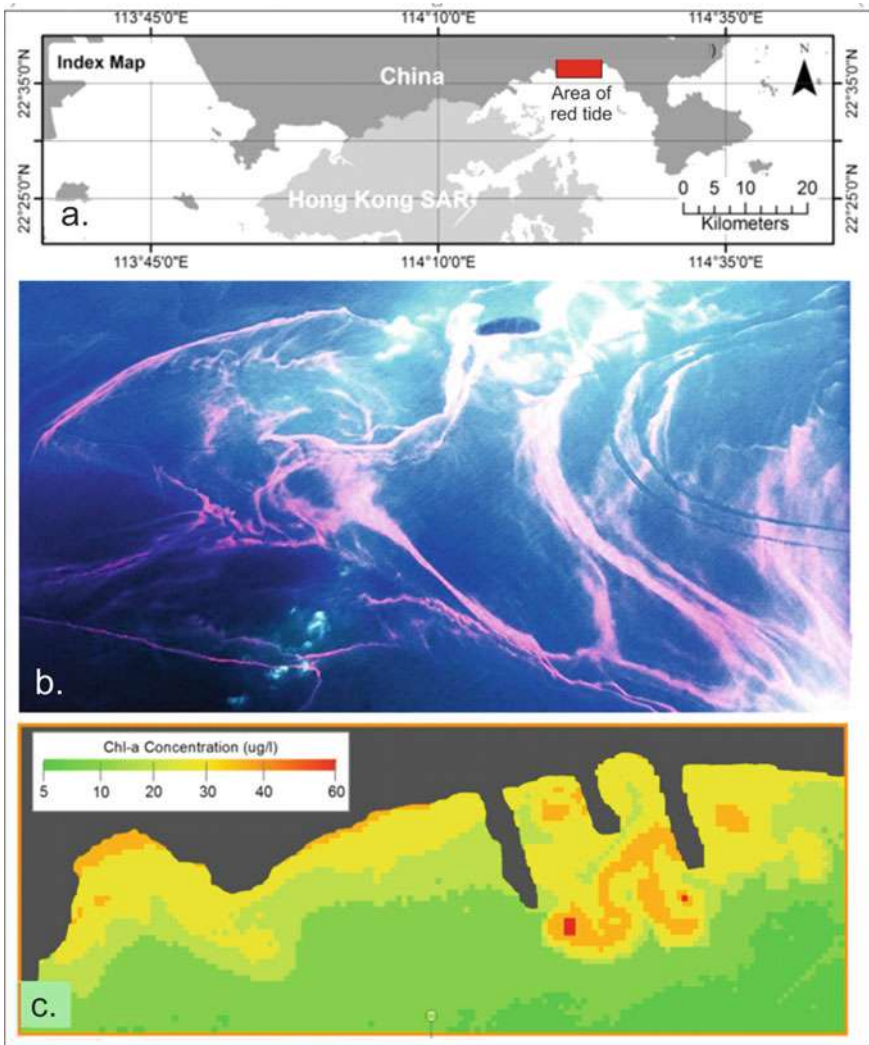 113°45'0"E 114°10'0"E 114°35'0"E
Index Map
China
N
Area of
red tide
22°35'0"N
22°35'0"N
Hong Kong SAR
22°25'0"N
22°25'0"N
0 5 10 20
Kilometers
a.
113°45'0"E 114°10'0"E 114°35'0"E
b.
Chl-a Concentration (ug/l)
5 10 20 30 40 60
c.